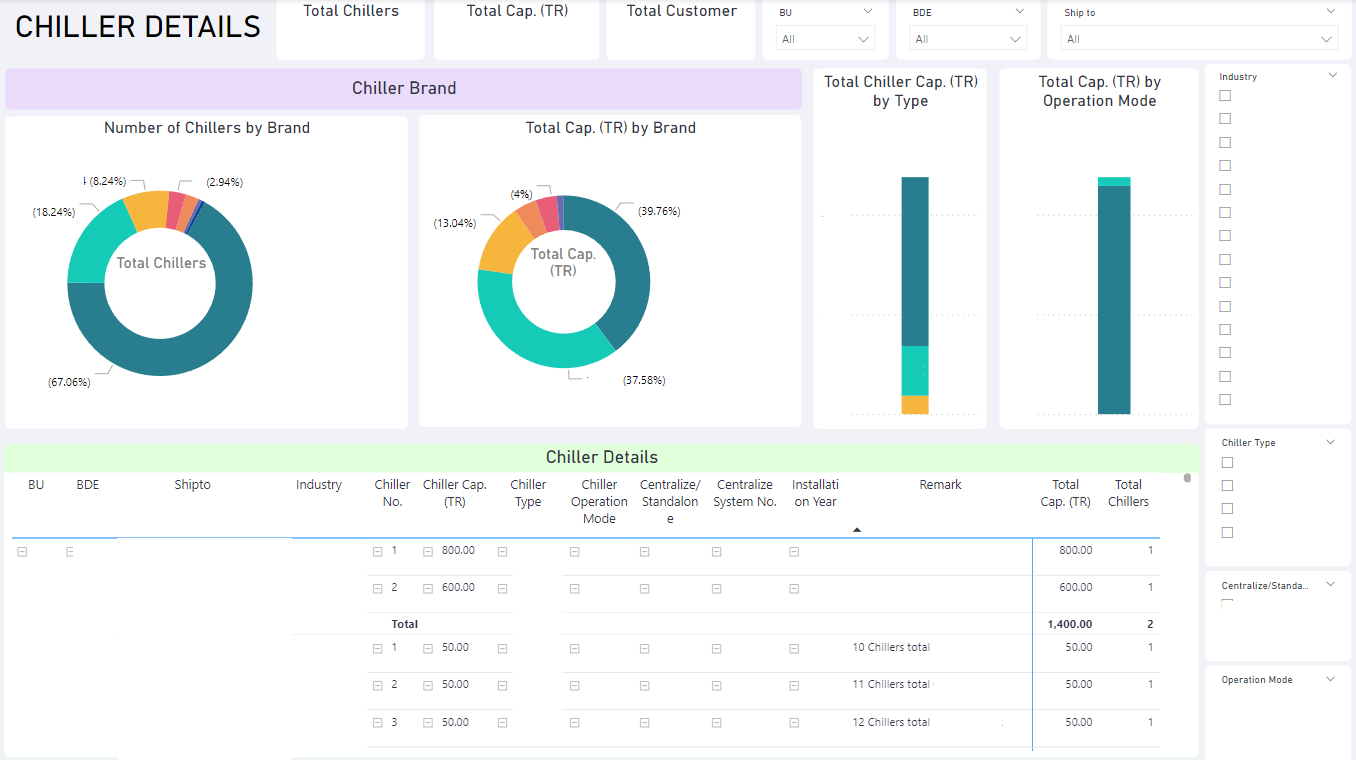 CHILLER DETAILS
Total Chillers
Total Cap. (TR)
Total Customer
BU
All
BDE
All
Ship to
All
Chiller Brand
Number of Chillers by Brand
(8.24%)
(2.94%)
(18.24%)
Total Chillers
(67.06%)
Total Cap. (TR) by Brand
(4%)
(39.76%)
(13.04%)
Total Cap.
(TR)
(37.58%)
Total Chiller Cap. (TR)
by Type
Total Cap. (TR) by
Operation Mode
Industry
Chiller Type
Centralize/Standa...
Operation Mode
Chiller Details
BU BDE Shipto Industry Chiller Chiller Cap. Chiller Chiller Centralize/ Centralize Installati Remark Total Total
No. (TR) Type Operation Standalon System No. on Year Cap. (TR) Chillers
Mode e
1 800.00 800.00 1
2 600.00 600.00 1
Total 1,400.00 2
1 50.00 10 Chillers total 50.00 1
2 50.00 11 Chillers total 50.00 1
3 50.00 12 Chillers total 50.00 1